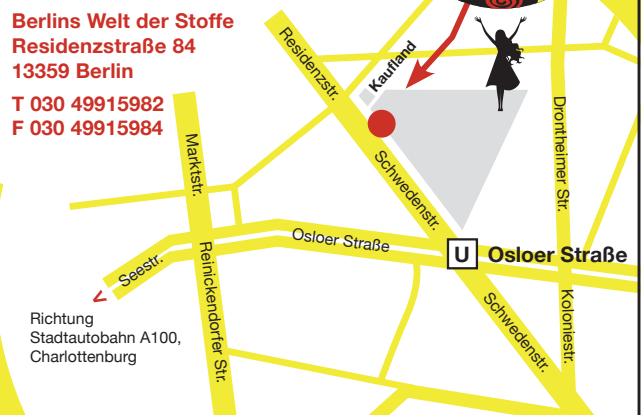 Berlins Welt der Stoffe
Residenzstraße 84
13359 Berlin
T 030 49915982
F 030 49915984
Residenzstr.
Kaufland
Marktstr.
Schwedenstr.
Drontheimer Str.
Osloer Straße
U Osloer Straße
Seestr.
Reinickendorfer Str.
Schwedenstr.
Koloniestr.
Richtung
Stadtautobahn A100,
Charlottenburg